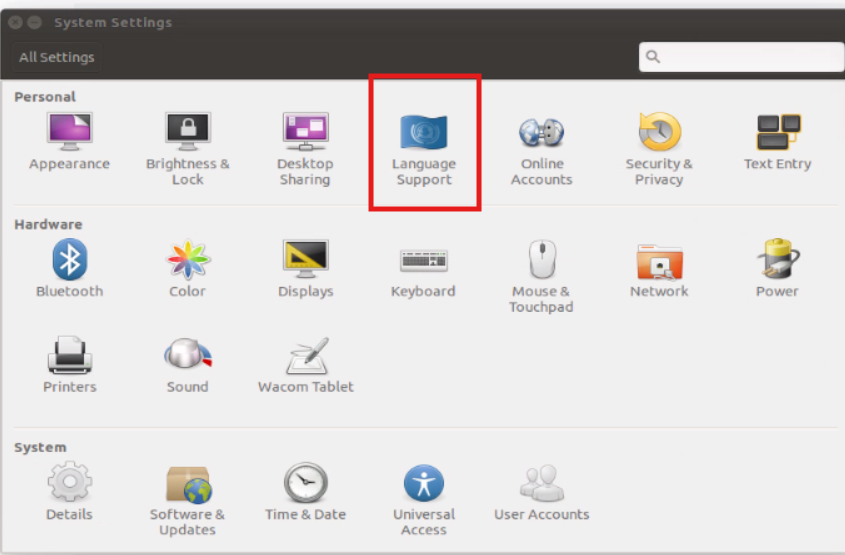 System Settings
All Settings
Personal
Appearance
Brightness &
Lock
Desktop
Sharing
Language
Support
Online
Accounts
Security &
Privacy
Text Entry
Hardware
Bluetooth
Color
Displays
Keyboard
Mouse &
Touchpad
Network
Power
Printers
Sound
Wacom Tablet
System
Details
Software &
Updates
Time & Date
Universal
Access
User Accounts